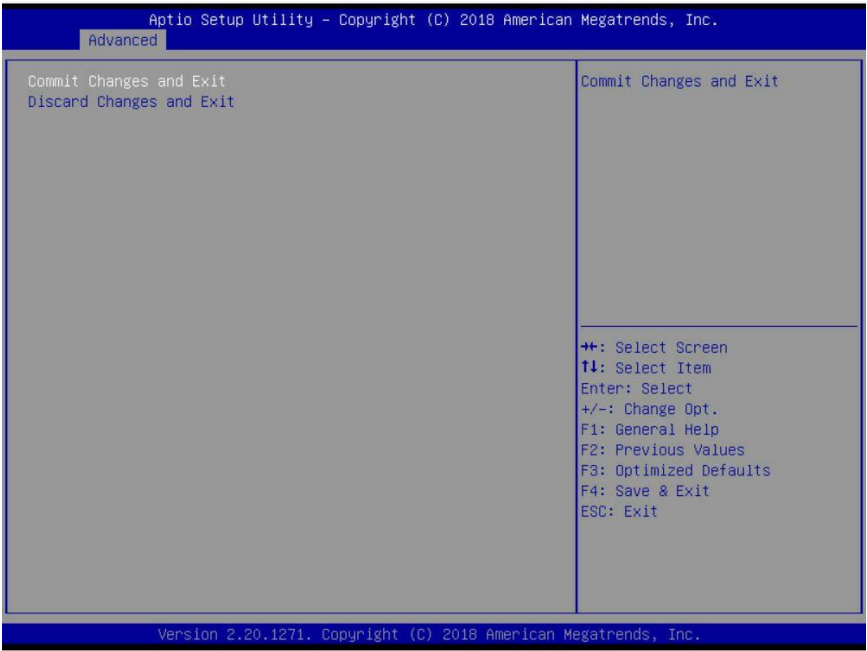 Aptio Setup Utility – Copyright (C) 2018 American Megatrends, Inc.
Advanced
Commit Changes and Exit
Discard Changes and Exit
Commit Changes and Exit
→←: Select Screen
↑↓: Select Item
Enter: Select
+/-: Change Opt.
F1: General Help
F2: Previous Values
F3: Optimized Defaults
F4: Save & Exit
ESC: Exit
Version 2.20.1271. Copyright (C) 2018 American Megatrends, Inc.